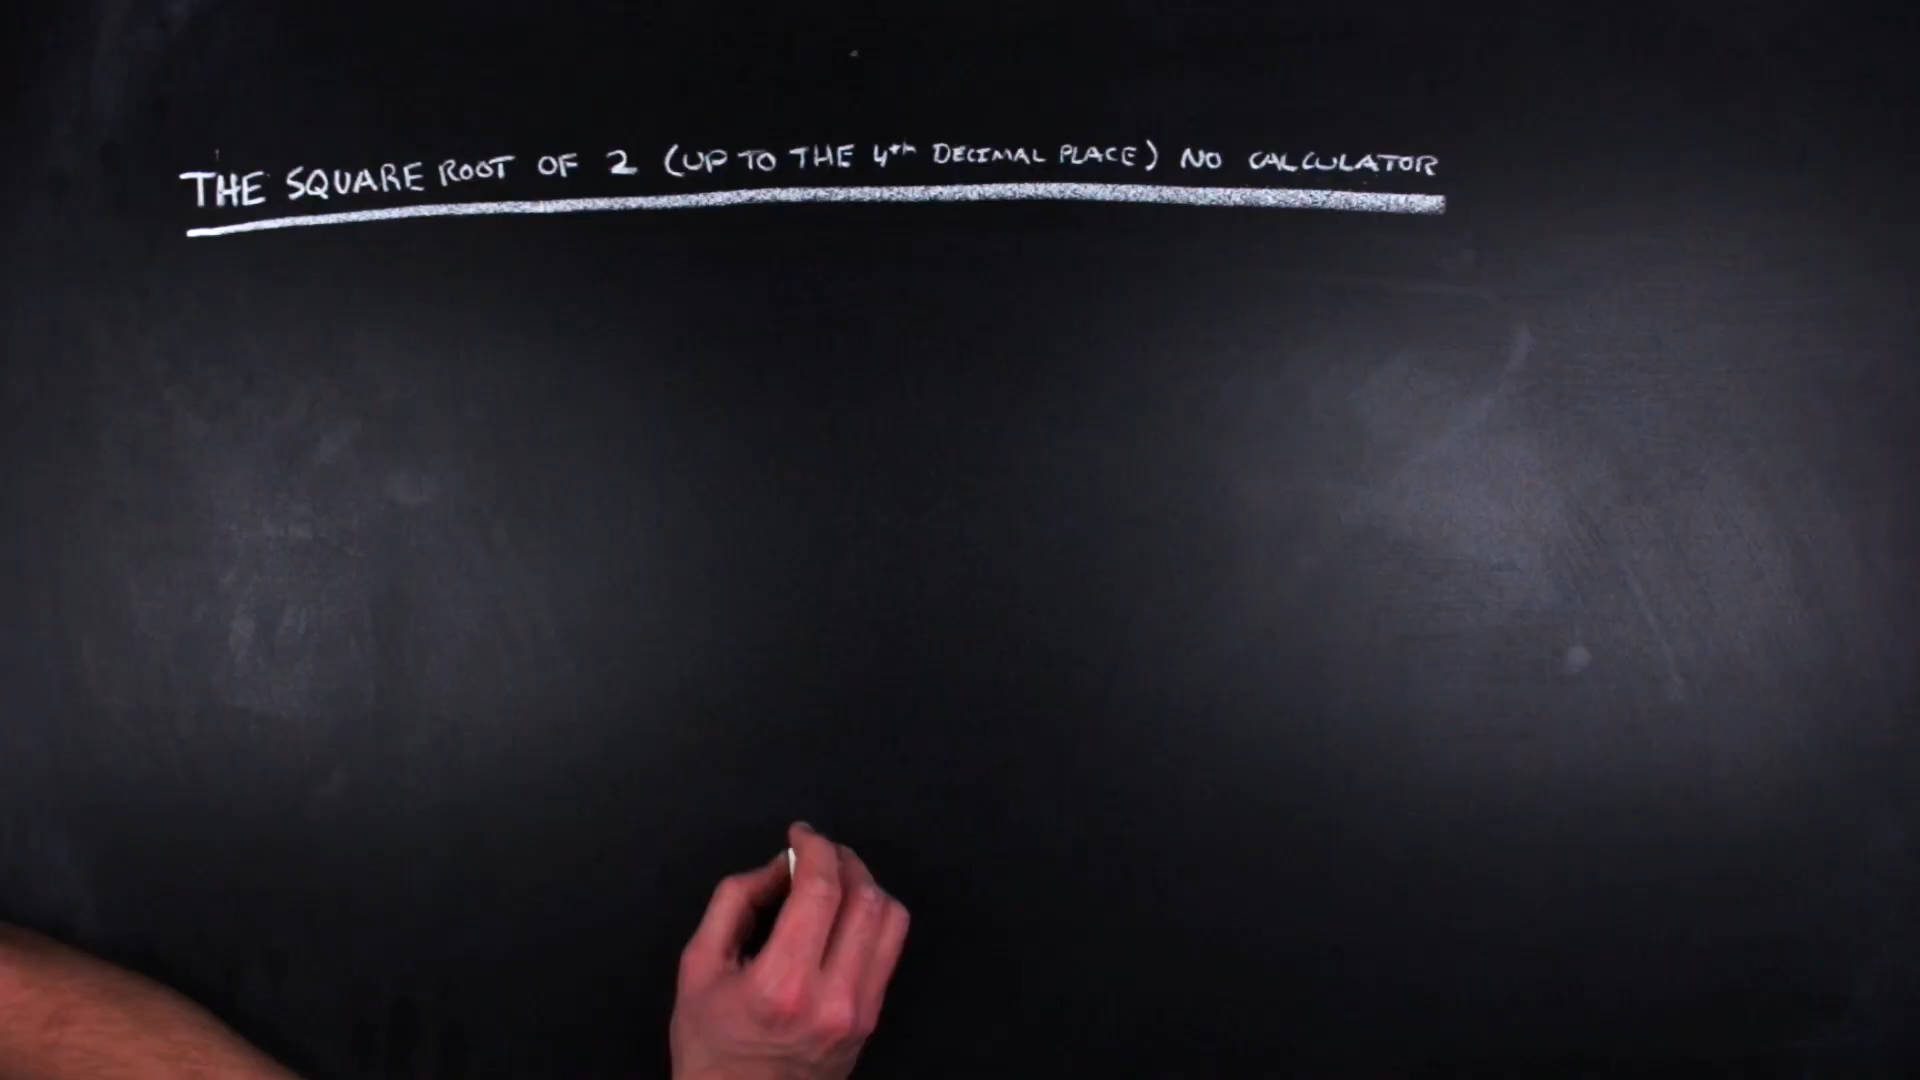 THE SQUARE ROOT OF 2 (UP TO THE 4th DECIMAL PLACE) NO CALCULATOR